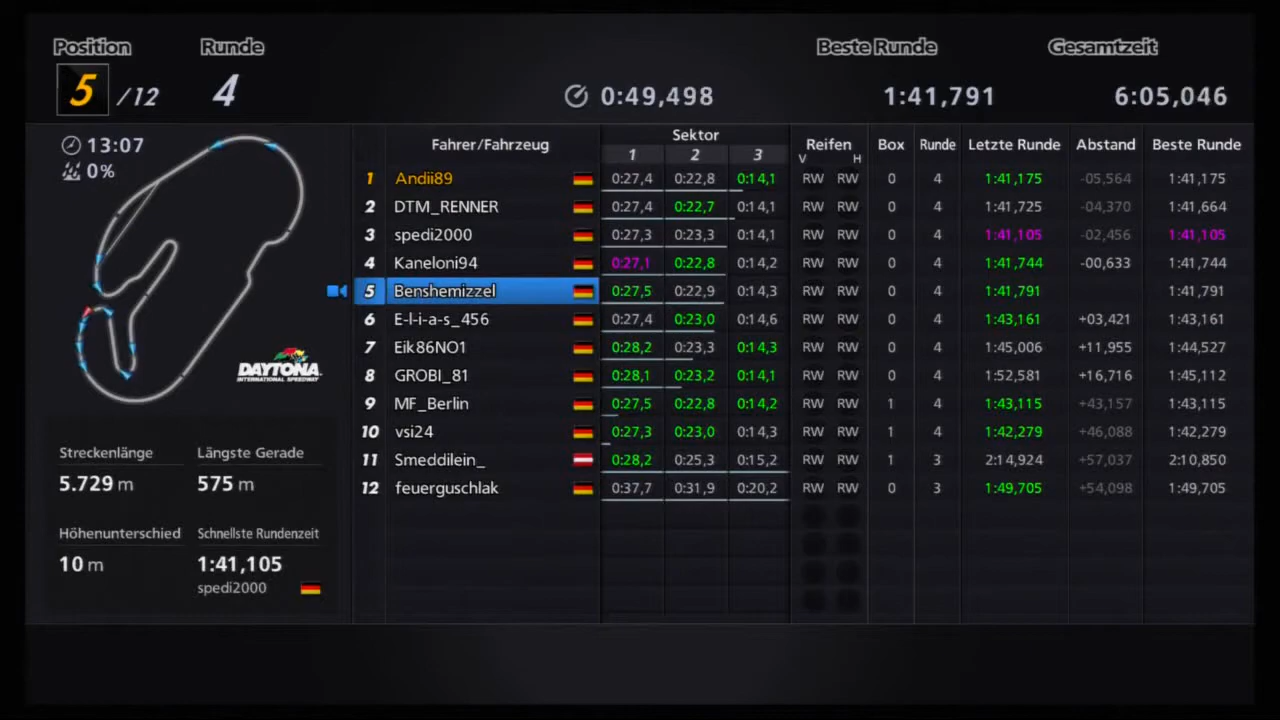 Position Runde Beste Runde Gesamtzeit
5 /12 4 0:49,498 1:41,791 6:05,046
13:07
0%
DAYTONA
INTERNATIONAL SPEEDWAY
Streckenlänge Längste Gerade
5.729 m 575 m
Höhenunterschied Schnellste Rundenzeit
10 m 1:41,105
spedi2000
Sektor
Fahrer/Fahrzeug Reifen Box Runde Letzte Runde Abstand Beste Runde
1 2 3 V H
1 Andii89 0:27,4 0:22,8 0:14,1 RW RW 0 4 1:41,175 -05,564 1:41,175
2 DTM_RENNER 0:27,4 0:22,7 0:14,1 RW RW 0 4 1:41,725 -04,370 1:41,664
3 spedi2000 0:27,3 0:23,3 0:14,1 RW RW 0 4 1:41,105 -02,456 1:41,105
4 Kaneloni94 0:27,1 0:22,8 0:14,2 RW RW 0 4 1:41,744 -00,633 1:41,744
5 Benshemizzel 0:27,5 0:22,9 0:14,3 RW RW 0 4 1:41,791 1:41,791
6 E-l-i-a-s_456 0:27,4 0:23,0 0:14,6 RW RW 0 4 1:43,161 +03,421 1:43,161
7 Eik86NO1 0:28,2 0:23,3 0:14,3 RW RW 0 4 1:45,006 +11,955 1:44,527
8 GROBI_81 0:28,1 0:23,2 0:14,1 RW RW 0 4 1:52,581 +16,716 1:45,112
9 MF_Berlin 0:27,5 0:22,8 0:14,2 RW RW 1 4 1:43,115 +43,157 1:43,115
10 vsi24 0:27,3 0:23,0 0:14,3 RW RW 1 4 1:42,279 +46,088 1:42,279
11 Smeddilein_ 0:28,2 0:25,3 0:15,2 RW RW 1 3 2:14,924 +57,037 2:10,850
12 feuerguschlak 0:37,7 0:31,9 0:20,2 RW RW 0 3 1:49,705 +54,098 1:49,705